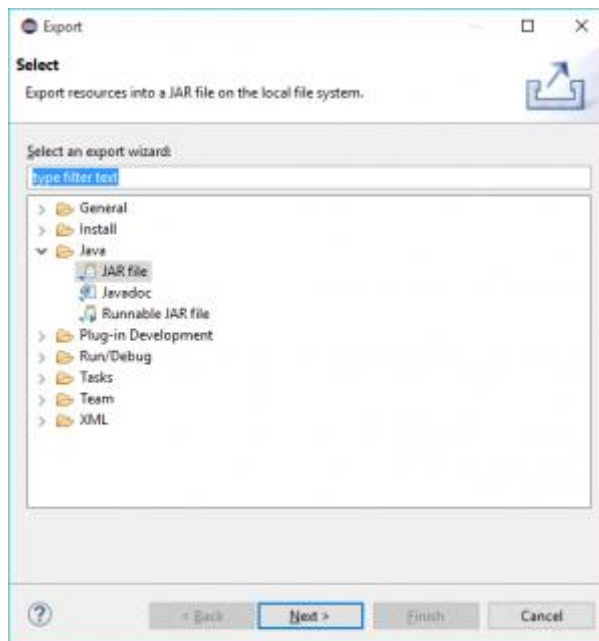 Export
Select
Export resources into a JAR file on the local file system.
Select an export wizard:
type filter text
General
Install
Java
JAR file
Javadoc
Runnable JAR file
Plug-in Development
Run/Debug
Tasks
Team
XML
?
< Back
Next >
Finish
Cancel